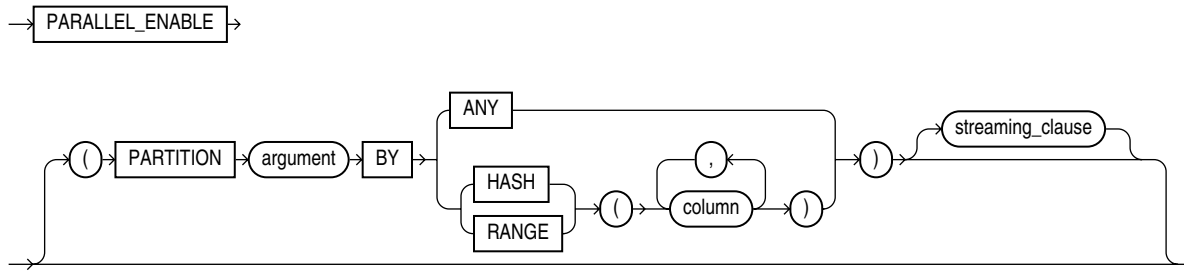 PARALLEL_ENABLE
ANY
streaming_clause
( PARTITION argument BY )
,
HASH
( column )
RANGE